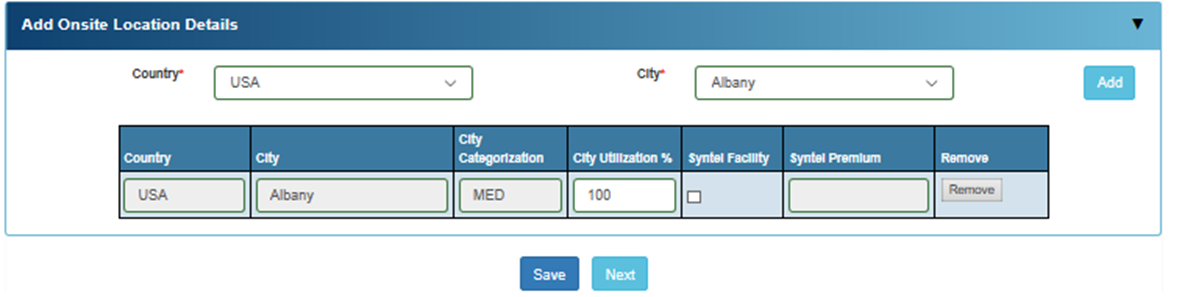 Add Onsite Location Details ▼
Country* USA City* Albany Add
Country City City Categorization City Utilization % Syntel Facility Syntel Premium Remove
USA Albany MED 100 Remove
Save Next